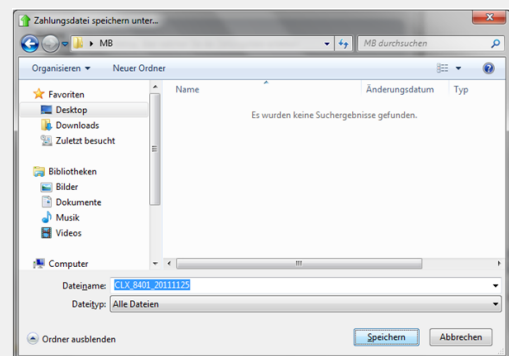 Zahlungsdatei speichern unter...
MB
MB durchsuchen
Organisieren
Neuer Ordner
Favoriten
Desktop
Downloads
Zuletzt besucht
Bibliotheken
Bilder
Dokumente
Musik
Videos
Computer
Name Änderungsdatum Typ
Es wurden keine Suchergebnisse gefunden.
Dateiname: CLX_8401_20111125
Dateityp: Alle Dateien
Ordner ausblenden
Speichern
Abbrechen